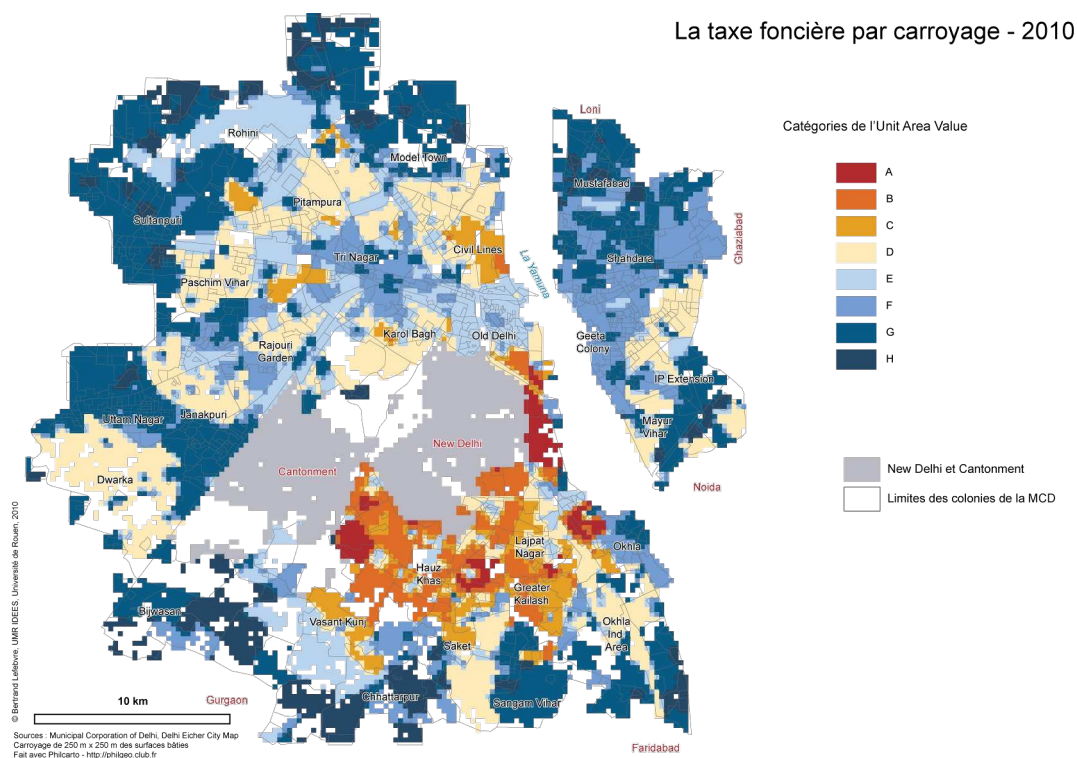 La taxe foncière par carroyage - 2010
Catégories de l'Unit Area Value
A
B
C
D
E
F
G
H
New Delhi et Cantonment
Limites des colonies de la MCD
Loni
Rohini
Model Town
Mustafabad
Pitampura
Sultanpuri
Ghaziabad
Civil Lines
Tri Nagar
Shahdara
La Yamuna
Paschim Vihar
Karol Bagh
Old Delhi
Geeta
Colony
Rajouri
Garden
IP Extension
Uttam Nagar
Janakpuri
Mayur
Vihar
New Delhi
Cantonment
Dwarka
Noida
Lajpat
Nagar
Okhla
Hauz
Khas
Greater
Kailash
Bijwasan
Vasant Kunj
Okhla
Ind
Area
Saket
Chhattarpur
Sangam Vihar
Gurgaon
Faridabad
10 km
© Bertrand Lefebvre, UMR IDEES, Université de Rouen, 2010
Sources : Municipal Corporation of Delhi, Delhi Eicher City Map
Carroyage de 250 m x 250 m des surfaces bâties
Fait avec Philcarto - http://philgeo.club.fr